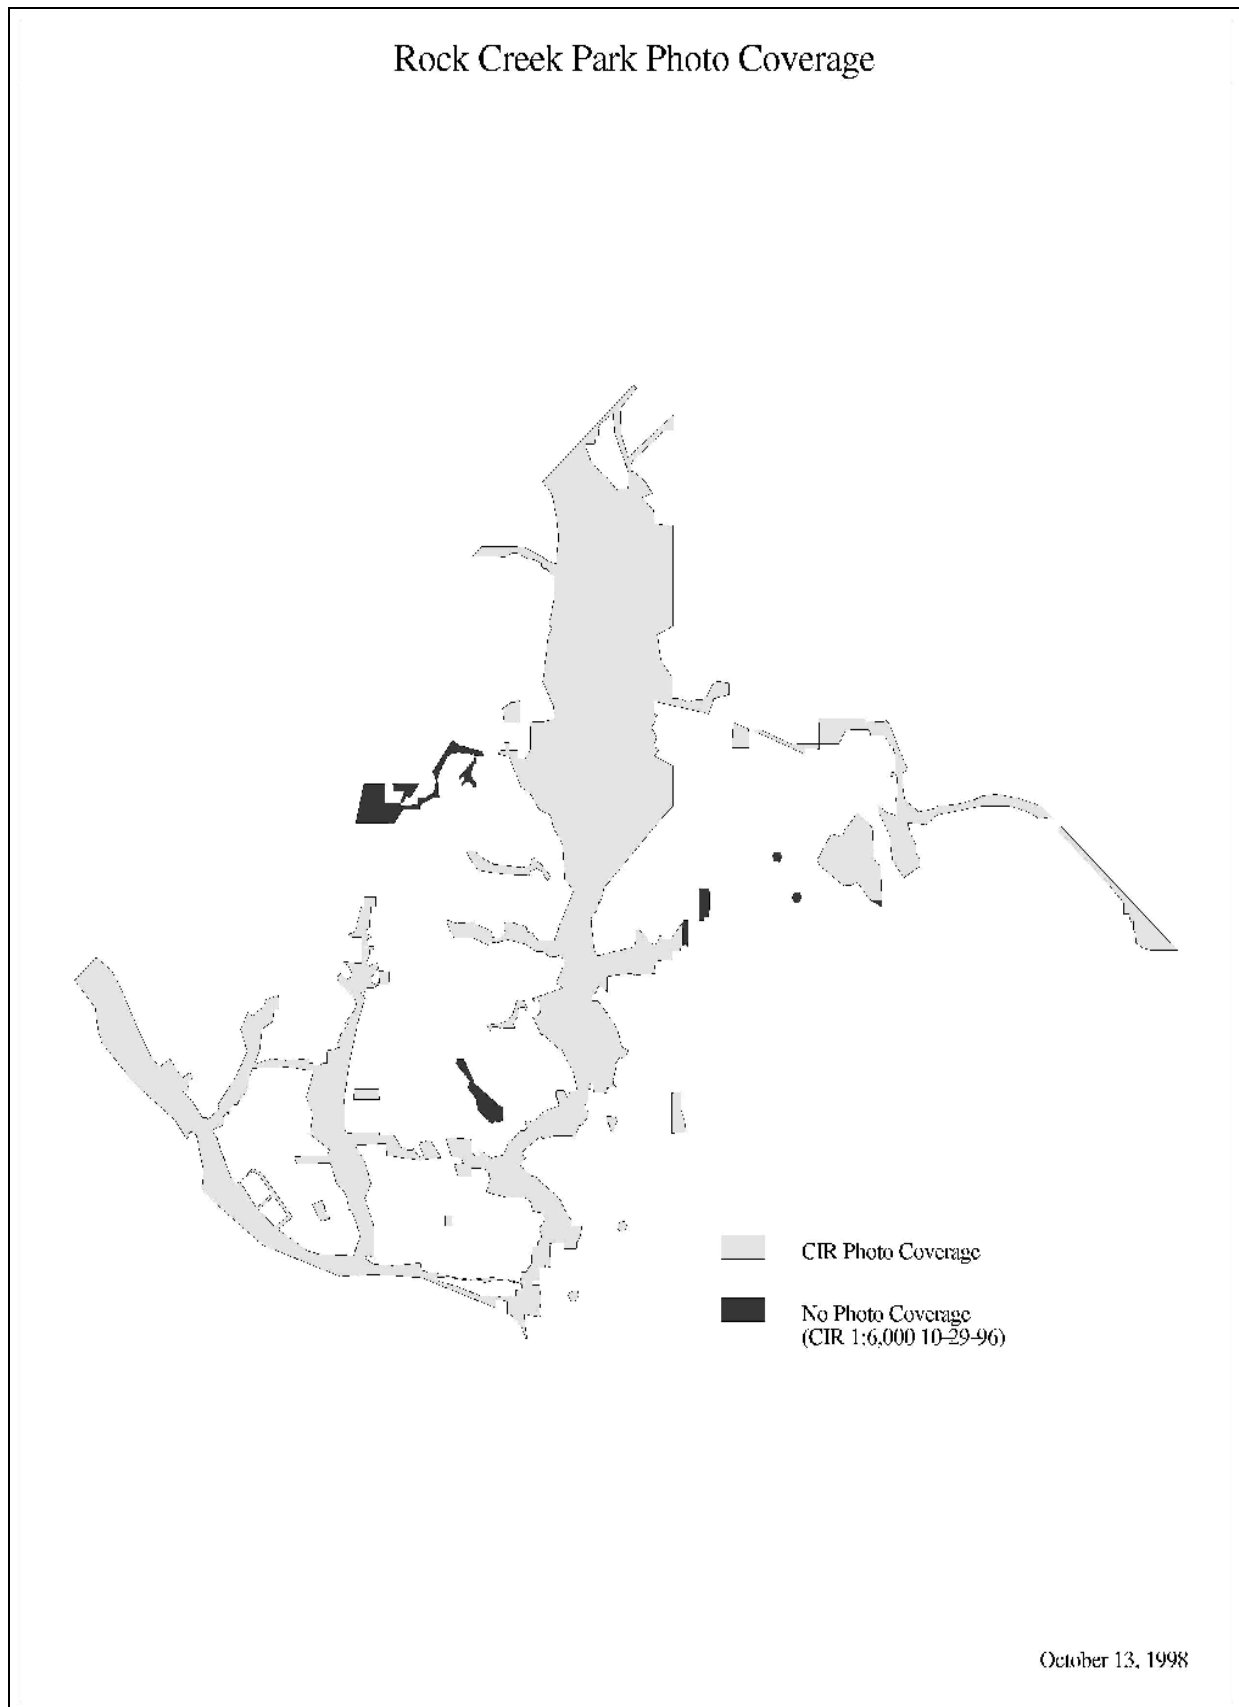 Rock Creek Park Photo Coverage
CIR Photo Coverage
No Photo Coverage
(CIR 1:6,000 10-29-96)
October 13, 1998